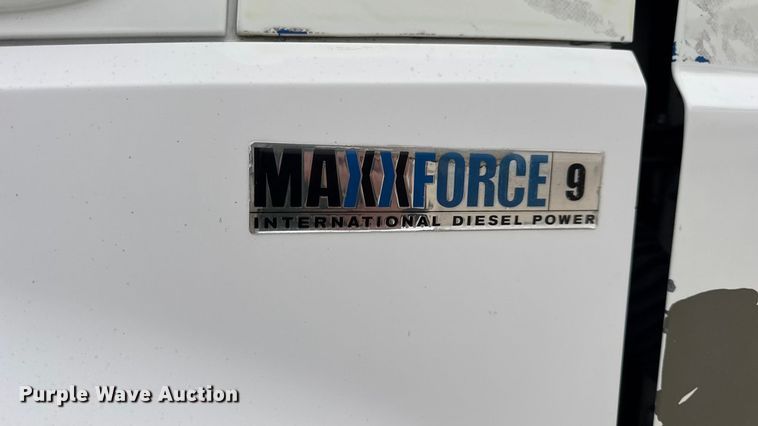 MAXXFORCE 9
INTERNATIONAL DIESEL POWER
Purple Wave Auction